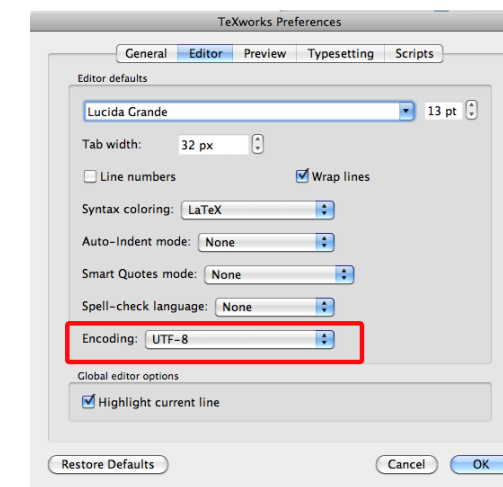 TeXworks Preferences
General Editor Preview Typesetting Scripts
Editor defaults
Lucida Grande 13 pt
Tab width: 32 px
Line numbers Wrap lines
Syntax coloring: LaTeX
Auto-Indent mode: None
Smart Quotes mode: None
Spell-check language: None
Encoding: UTF-8
Global editor options
Highlight current line
Restore Defaults Cancel OK